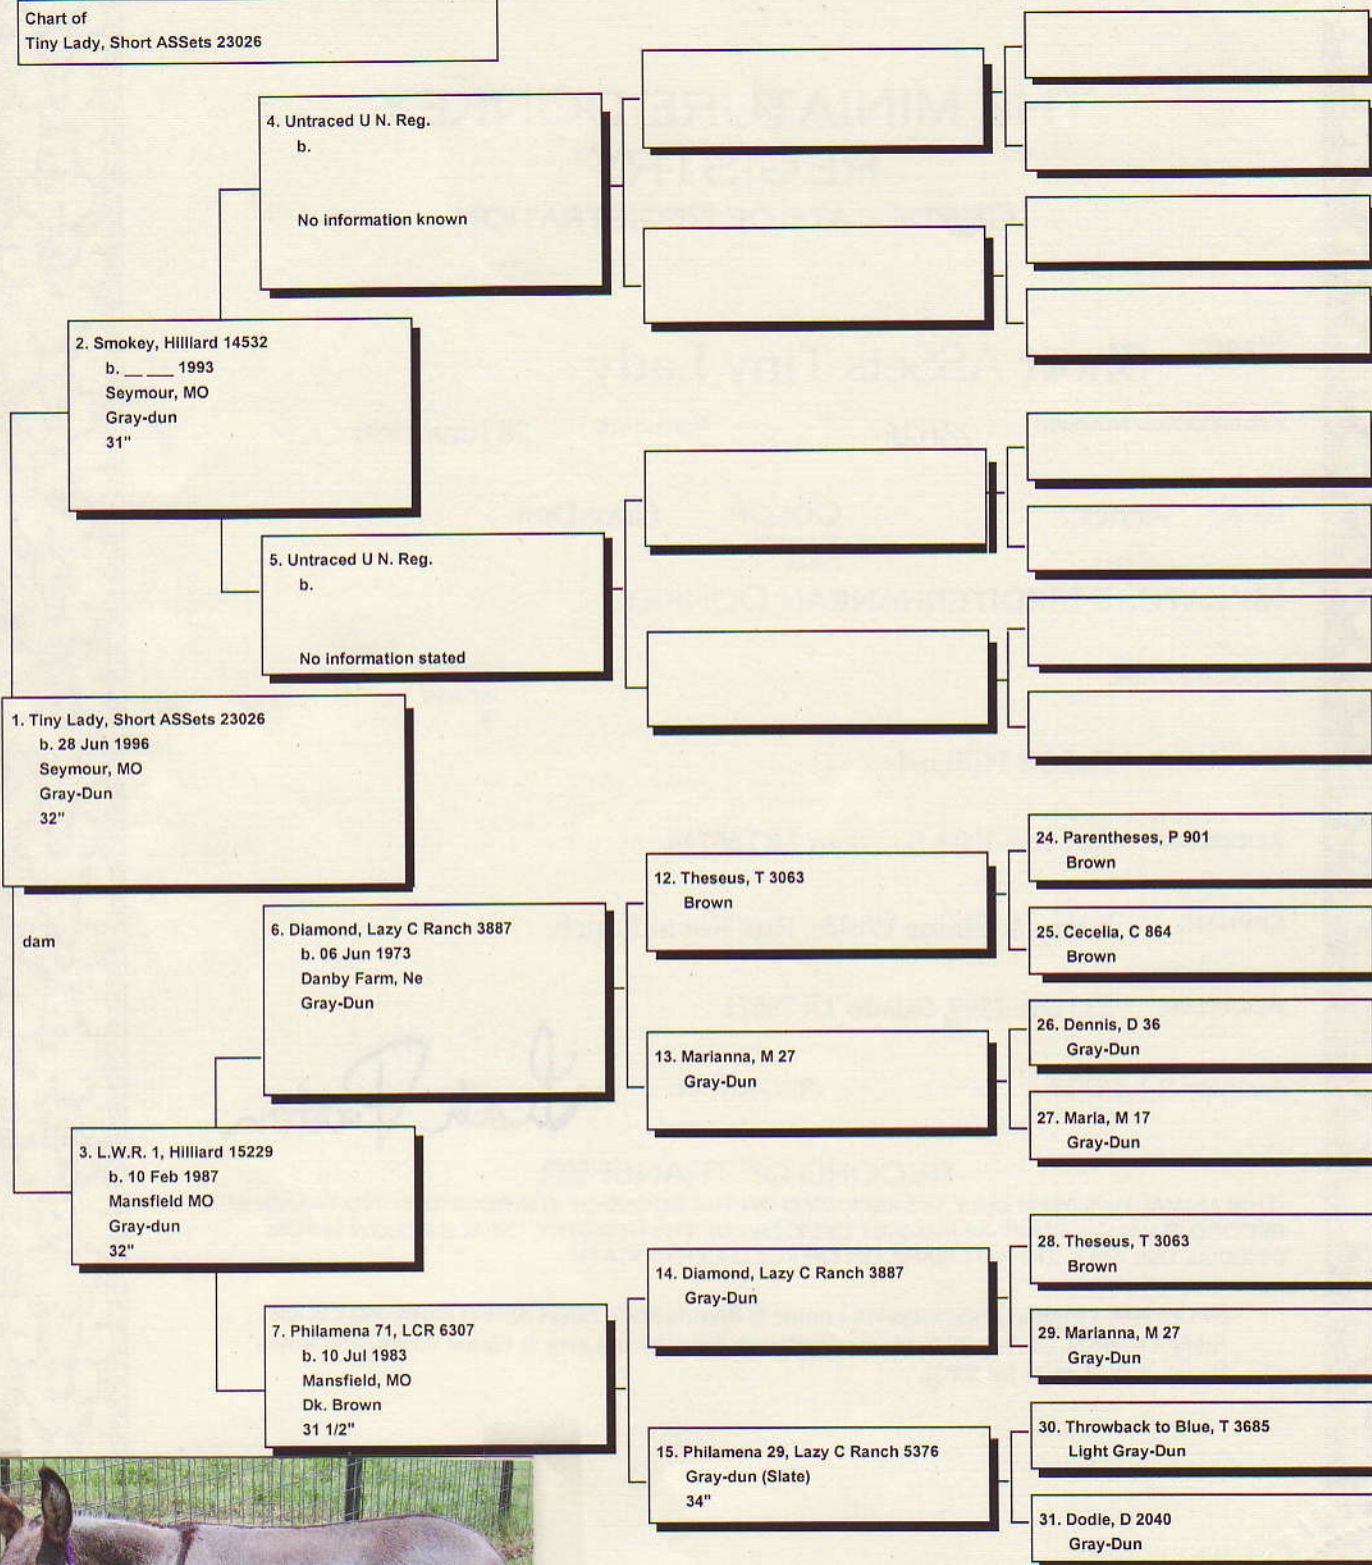 Chart of
Tiny Lady, Short ASSets 23026
4. Untraced U N. Reg.
b.
No information known
2. Smokey, Hilliard 14532
b. __ ___ 1993
Seymour, MO
Gray-dun
31"
5. Untraced U N. Reg.
b.
No information stated
1. Tiny Lady, Short ASSets 23026
b. 28 Jun 1996
Seymour, MO
Gray-Dun
32"
dam
6. Diamond, Lazy C Ranch 3887
b. 06 Jun 1973
Danby Farm, Ne
Gray-Dun
3. L.W.R. 1, Hilliard 15229
b. 10 Feb 1987
Mansfield MO
Gray-dun
32"
7. Philamena 71, LCR 6307
b. 10 Jul 1983
Mansfield, MO
Dk. Brown
31 1/2"
12. Theseus, T 3063
Brown
13. Marianna, M 27
Gray-Dun
14. Diamond, Lazy C Ranch 3887
Gray-Dun
15. Philamena 29, Lazy C Ranch 5376
Gray-dun (Slate)
34"
24. Parentheses, P 901
Brown
25. Cecelia, C 864
Brown
26. Dennis, D 36
Gray-Dun
27. Maria, M 17
Gray-Dun
28. Theseus, T 3063
Brown
29. Marianna, M 27
Gray-Dun
30. Throwback to Blue, T 3685
Light Gray-Dun
31. Dodie, D 2040
Gray-Dun